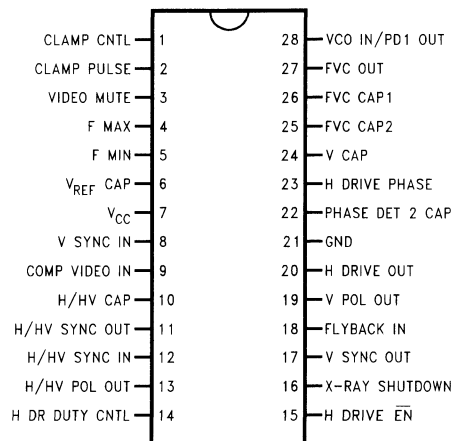 CLAMP CNTL 1 28 VCO IN/PD1 OUT
CLAMP PULSE 2 27 FVC OUT
VIDEO MUTE 3 26 FVC CAP1
F MAX 4 25 FVC CAP2
F MIN 5 24 V CAP
VREF CAP 6 23 H DRIVE PHASE
VCC 7 22 PHASE DET 2 CAP
V SYNC IN 8 21 GND
COMP VIDEO IN 9 20 H DRIVE OUT
H/HV CAP 10 19 V POL OUT
H/HV SYNC OUT 11 18 FLYBACK IN
H/HV SYNC IN 12 17 V SYNC OUT
H/HV POL OUT 13 16 X-RAY SHUTDOWN
H DR DUTY CNTL 14 15 H DRIVE E̅N̅